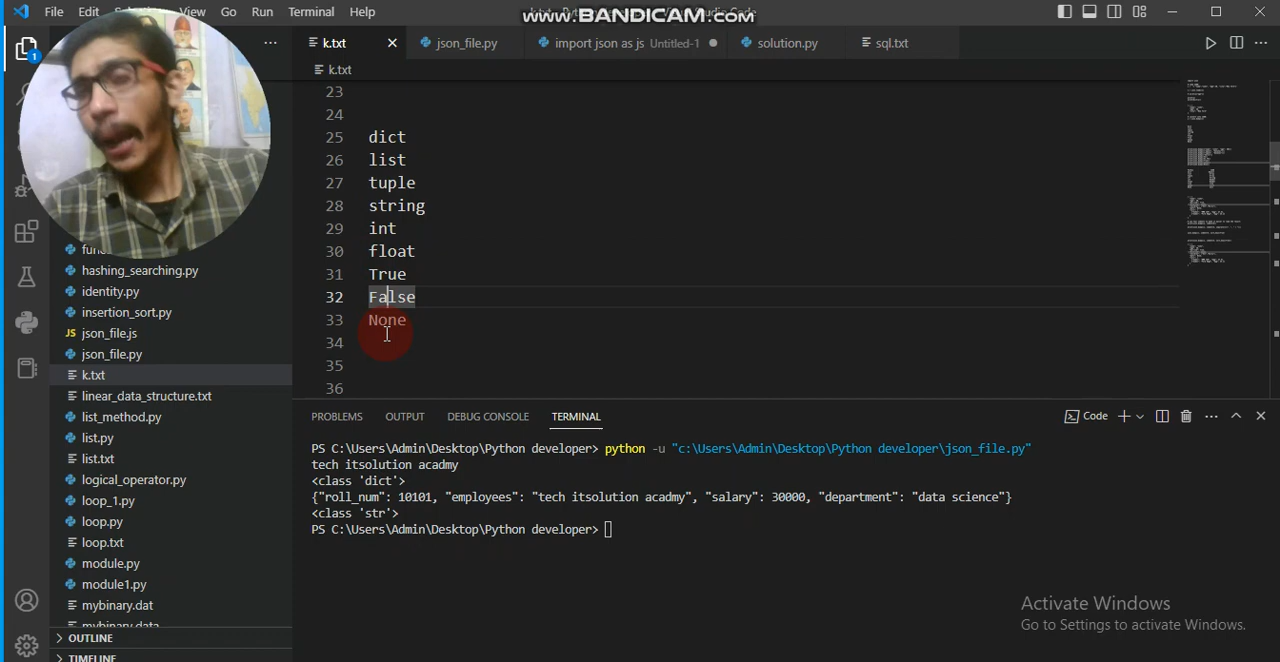 File Edit Selection View Go Run Terminal Help
www.BANDICAM.com
k.txt json_file.py import json as js Untitled-1 solution.py sql.txt
1
k.txt
23
24
25 dict
26 list
27 tuple
28 string
29 int
30 float
31 True
32 False
33 None
34
35
36
hashing_searching.py
identity.py
insertion_sort.py
JS json_file.js
json_file.py
k.txt
linear_data_structure.txt
list_method.py
list.py
list.txt
logical_operator.py
loop_1.py
loop.py
loop.txt
module.py
module1.py
mybinary.dat
mybinary.data
OUTLINE
TIMELINE
PROBLEMS OUTPUT DEBUG CONSOLE TERMINAL Code
PS C:\Users\Admin\Desktop\Python developer> python -u "c:\Users\Admin\Desktop\Python developer\json_file.py"
tech itsolution acadmy
<class 'dict'>
{"roll_num": 10101, "employees": "tech itsolution acadmy", "salary": 30000, "department": "data science"}
<class 'str'>
PS C:\Users\Admin\Desktop\Python developer>
Activate Windows
Go to Settings to activate Windows.